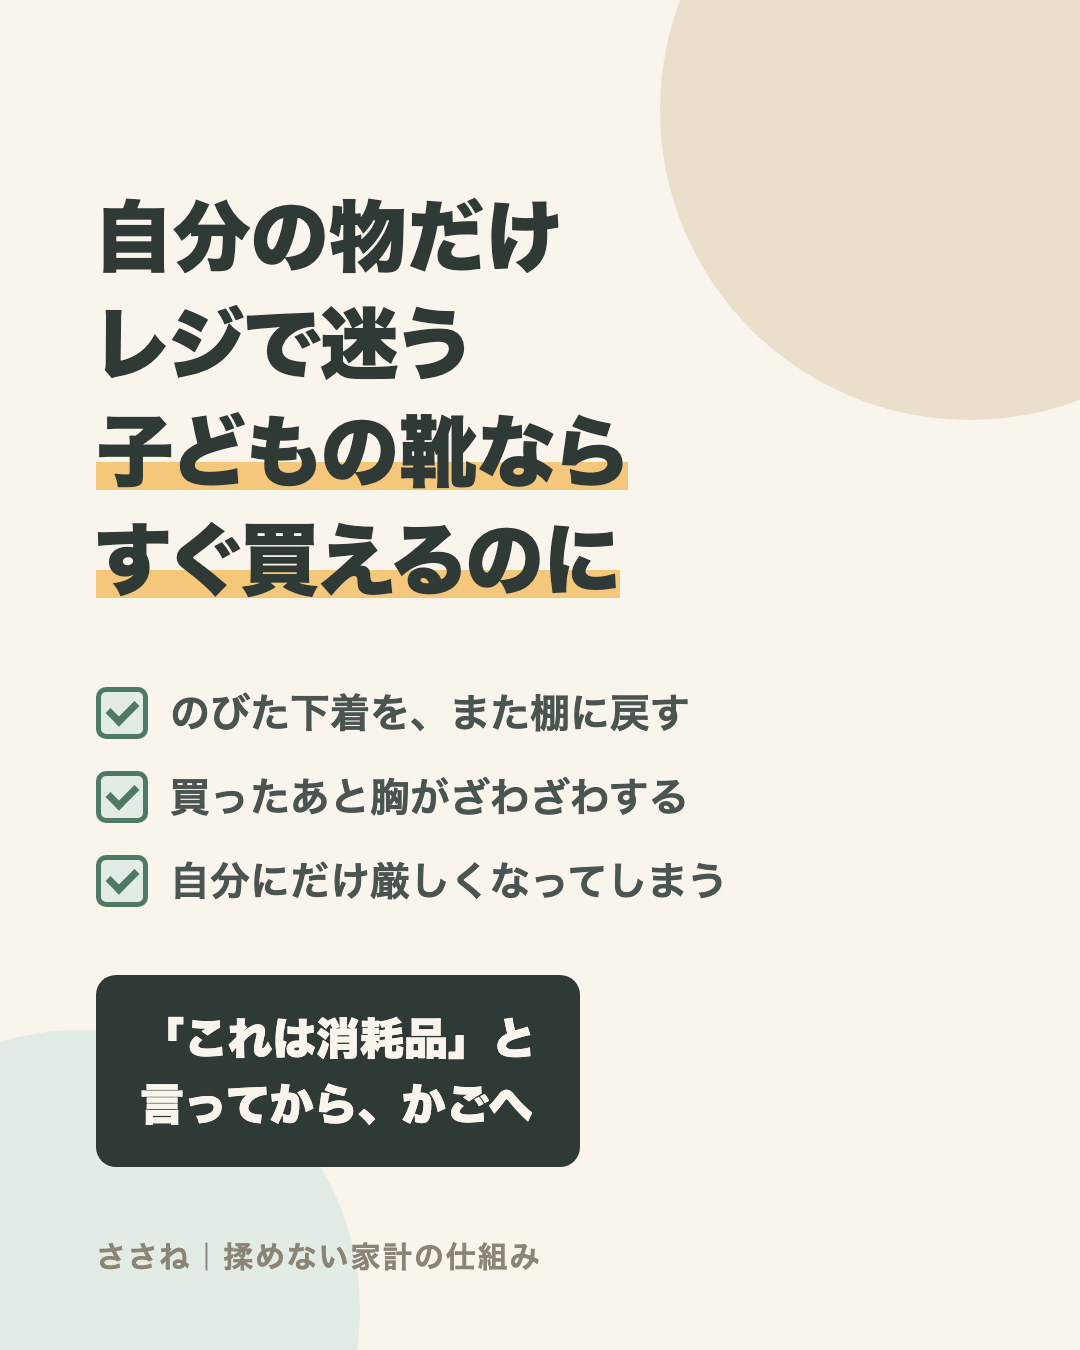 自分の物だけ
レジで迷う
子どもの靴なら
すぐ買えるのに
のびた下着を、また棚に戻す
買ったあと胸がざわざわする
自分にだけ厳しくなってしまう
「これは消耗品」と
言ってから、かごへ
ささね｜揉めない家計の仕組み